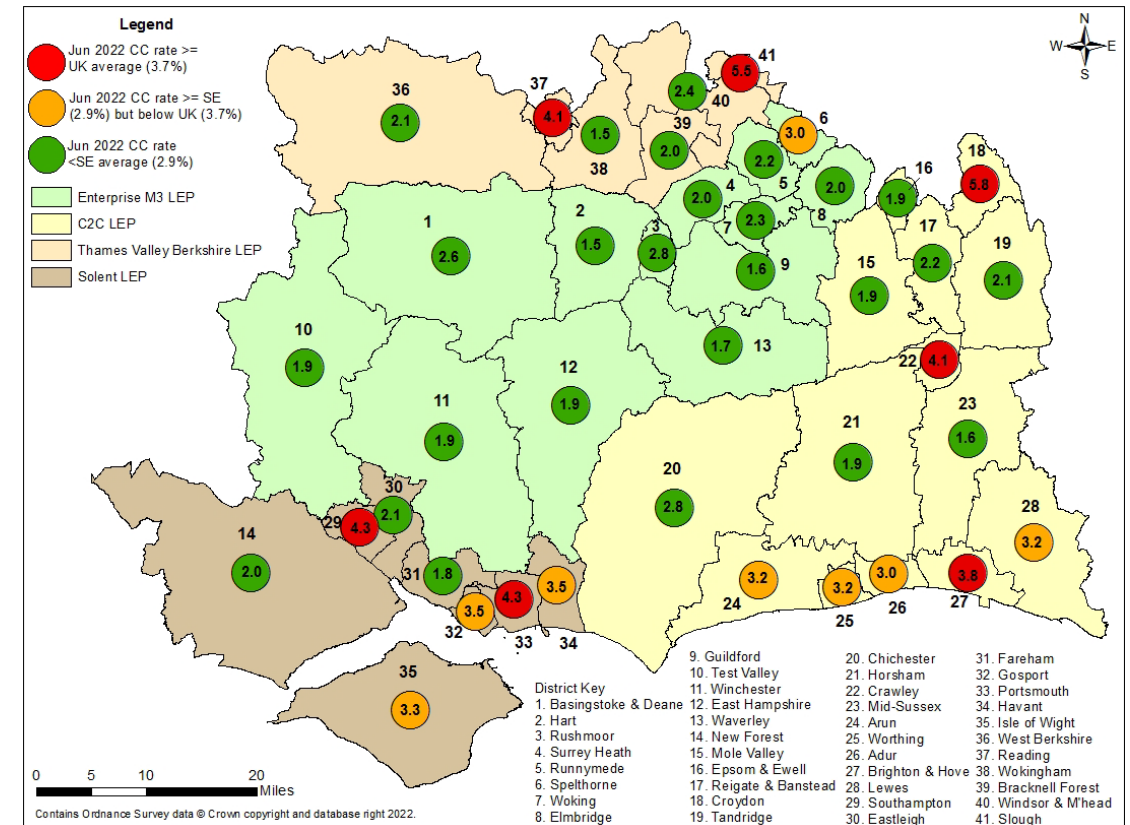 Legend
Jun 2022 CC rate >=
UK average (3.7%)
Jun 2022 CC rate >= SE
(2.9%) but below UK (3.7%)
Jun 2022 CC rate
<SE average (2.9%)
Enterprise M3 LEP
C2C LEP
Thames Valley Berkshire LEP
Solent LEP
N
W E
S
36
2.1
37
4.1
1.5
38
2.4
40
39
2.0
41
5.5
6
3.0
2.2
5
4
2.0
2.0
8
7
2.3
16
1.9
18
5.8
17
2.2
19
2.1
1
2.6
2
1.5
3
2.8
1.6
9
15
1.9
10
1.9
1.7
13
12
1.9
11
1.9
22
4.1
23
1.6
21
1.9
20
2.8
28
3.2
14
2.0
29
4.3
30
2.1
31
1.8
32
3.5
4.3
33
3.5
34
3.2
24
3.2
25
3.0
26
3.8
27
35
3.3
0 5 10 20
Miles
Contains Ordnance Survey data © Crown copyright and database right 2022.
District Key
1. Basingstoke & Deane
2. Hart
3. Rushmoor
4. Surrey Heath
5. Runnymede
6. Spelthorne
7. Woking
8. Elmbridge
9. Guildford
10. Test Valley
11. Winchester
12. East Hampshire
13. Waverley
14. New Forest
15. Mole Valley
16. Epsom & Ewell
17. Reigate & Banstead
18. Croydon
19. Tandridge
20. Chichester
21. Horsham
22. Crawley
23. Mid-Sussex
24. Arun
25. Worthing
26. Adur
27. Brighton & Hove
28. Lewes
29. Southampton
30. Eastleigh
31. Fareham
32. Gosport
33. Portsmouth
34. Havant
35. Isle of Wight
36. West Berkshire
37. Reading
38. Wokingham
39. Bracknell Forest
40. Windsor & M'head
41. Slough